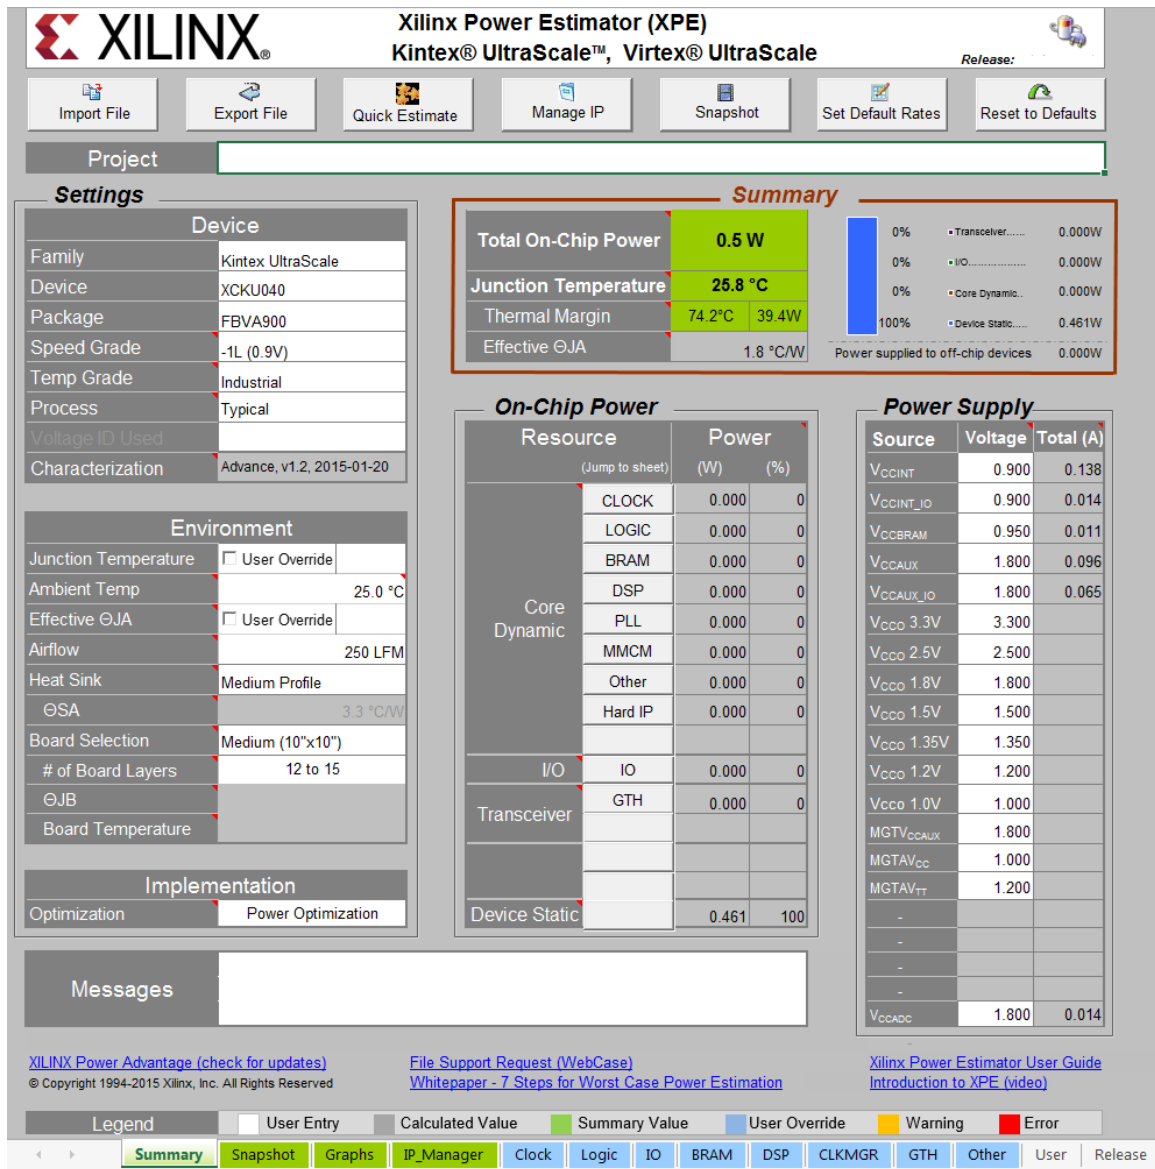 XILINX®
Xilinx Power Estimator (XPE)
Kintex® UltraScale™, Virtex® UltraScale
Release:
Import File
Export File
Quick Estimate
Manage IP
Snapshot
Set Default Rates
Reset to Defaults
Project
Settings
Device
Family Kintex UltraScale
Device XCKU040
Package FBVA900
Speed Grade -1L (0.9V)
Temp Grade Industrial
Process Typical
Voltage ID Used
Characterization Advance, v1.2, 2015-01-20
Environment
Junction Temperature User Override
Ambient Temp 25.0 °C
Effective ΘJA User Override
Airflow 250 LFM
Heat Sink Medium Profile
ΘSA 3.3 °C/W
Board Selection Medium (10"x10")
# of Board Layers 12 to 15
ΘJB
Board Temperature
Implementation
Optimization Power Optimization
Summary
Total On-Chip Power 0.5 W
Junction Temperature 25.8 °C
Thermal Margin 74.2°C 39.4W
Effective ΘJA 1.8 °C/W
0% Transceiver...... 0.000W
0% I/O.................. 0.000W
0% Core Dynamic.. 0.000W
100% Device Static..... 0.461W
Power supplied to off-chip devices 0.000W
On-Chip Power
Resource Power
(Jump to sheet) (W) (%)
Core Dynamic
CLOCK 0.000 0
LOGIC 0.000 0
BRAM 0.000 0
DSP 0.000 0
PLL 0.000 0
MMCM 0.000 0
Other 0.000 0
Hard IP 0.000 0
I/O IO 0.000 0
Transceiver GTH 0.000 0
Device Static 0.461 100
Power Supply
Source Voltage Total (A)
VCCINT 0.900 0.138
VCCINT_IO 0.900 0.014
VCCBRAM 0.950 0.011
VCCAUX 1.800 0.096
VCCAUX_IO 1.800 0.065
VCCO 3.3V 3.300
VCCO 2.5V 2.500
VCCO 1.8V 1.800
VCCO 1.5V 1.500
VCCO 1.35V 1.350
VCCO 1.2V 1.200
Vcco 1.0V 1.000
MGTVCCAUX 1.800
MGTAVCC 1.000
MGTAVTT 1.200
-
-
-
-
VCCADC 1.800 0.014
Messages
XILINX Power Advantage (check for updates)
© Copyright 1994-2015 Xilinx, Inc. All Rights Reserved
File Support Request (WebCase)
Whitepaper - 7 Steps for Worst Case Power Estimation
Xilinx Power Estimator User Guide
Introduction to XPE (video)
Legend User Entry Calculated Value Summary Value User Override Warning Error
Summary Snapshot Graphs IP_Manager Clock Logic IO BRAM DSP CLKMGR GTH Other User Release